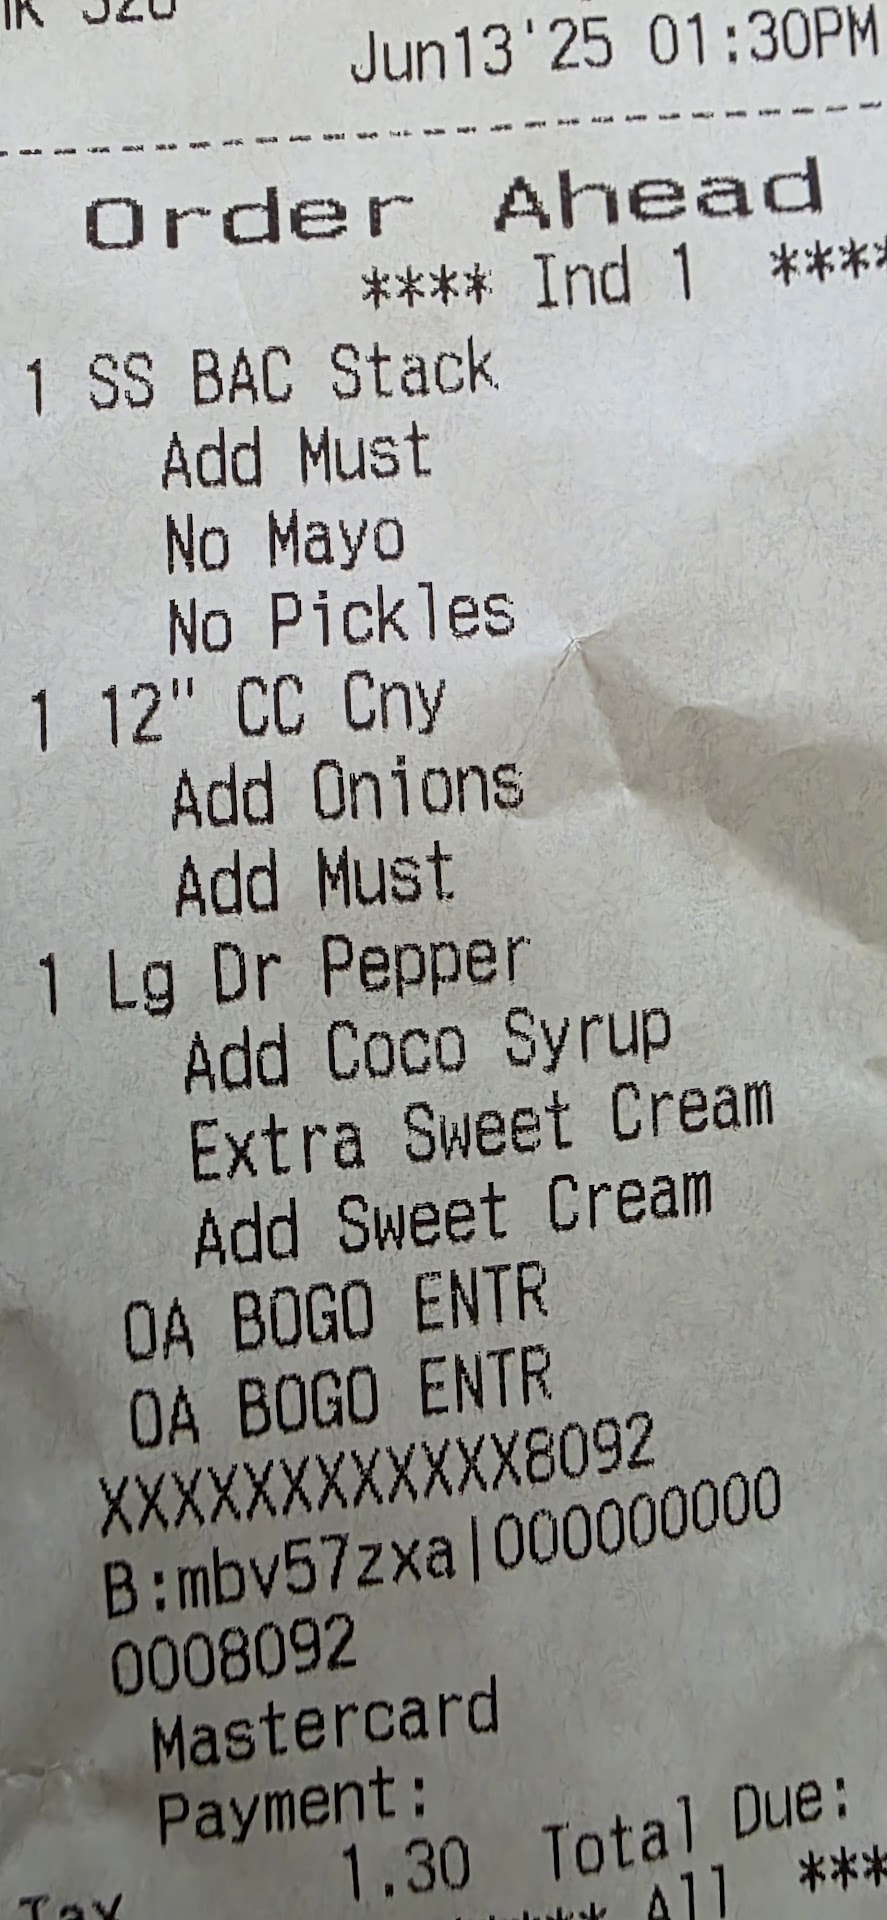 Jun13'25 01:30PM
Order Ahead
**** Ind 1 ****
1 SS BAC Stack
Add Must
No Mayo
No Pickles
1 12" CC Cny
Add Onions
Add Must
1 Lg Dr Pepper
Add Coco Syrup
Extra Sweet Cream
Add Sweet Cream
OA BOGO ENTR
OA BOGO ENTR
XXXXXXXXXXXX8092
B:mbv57zxa|000000000
0008092
Mastercard
Payment:
1.30 Total Due:
Tax **** All ***